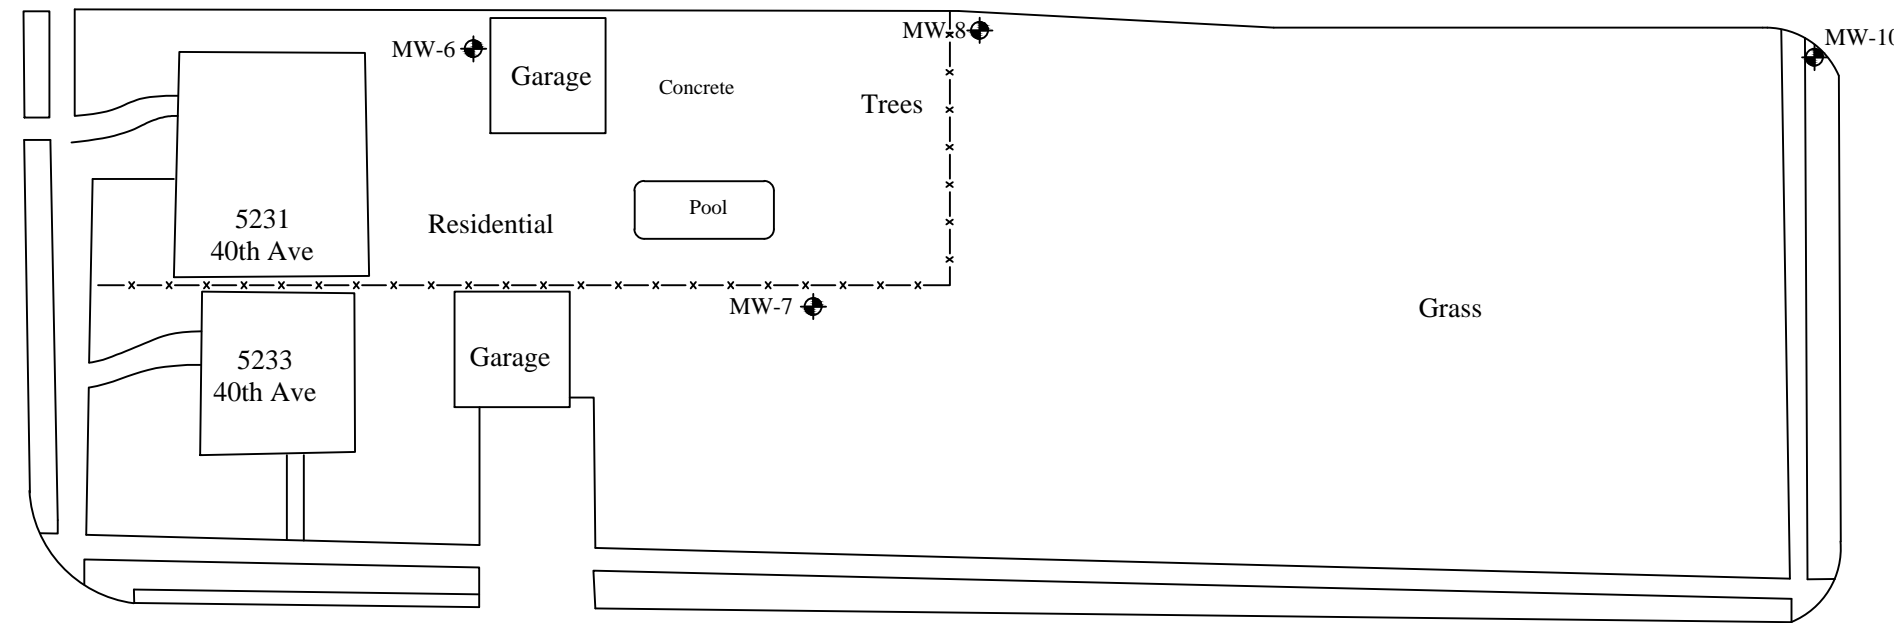 MW-6
Garage
Concrete
MW-8
Trees
MW-10
5231
40th Ave
Residential
Pool
MW-7
Grass
5233
40th Ave
Garage